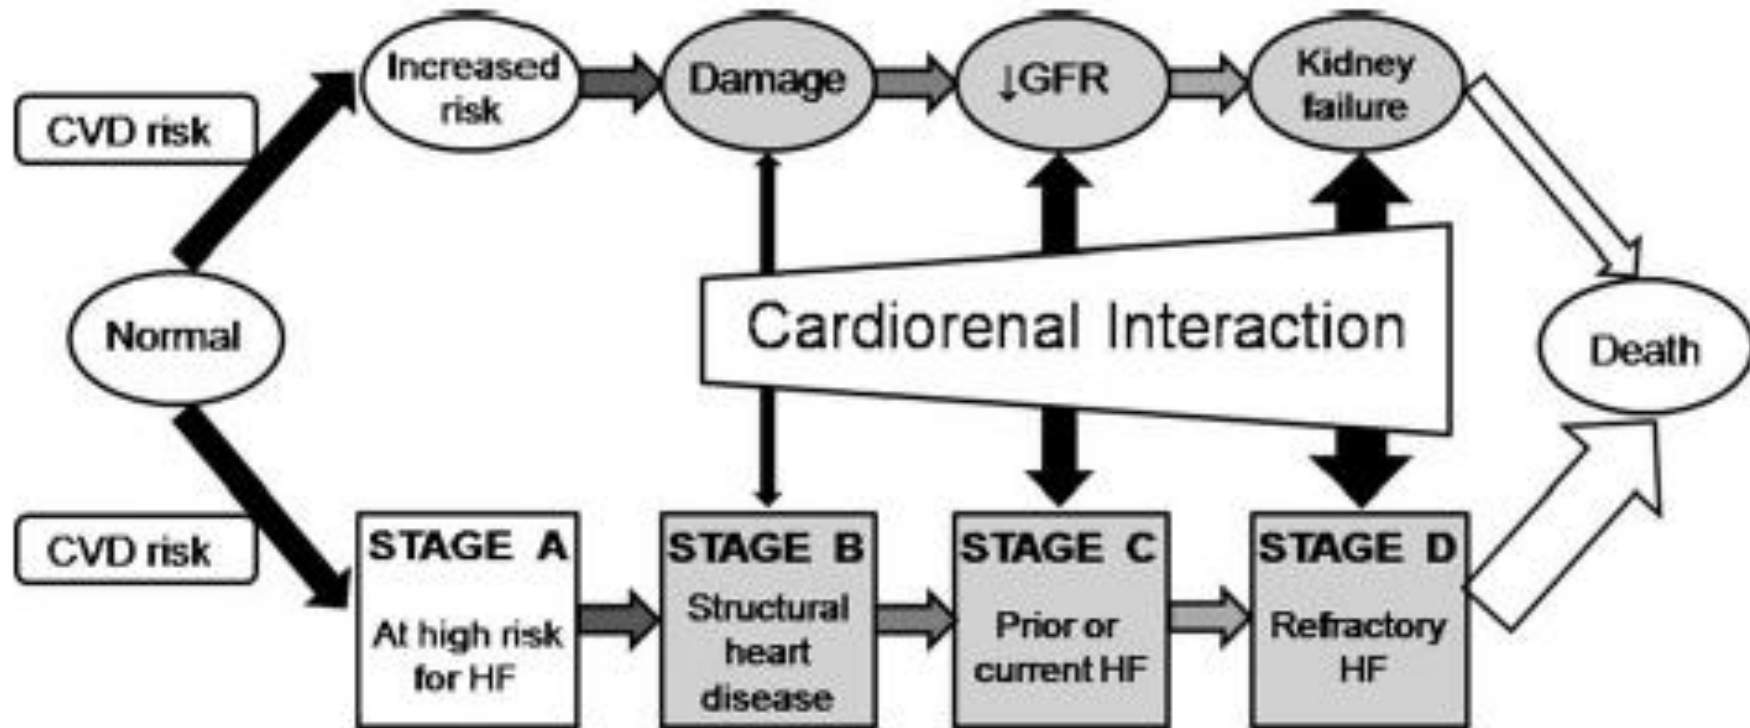 Increased
risk
Damage
↓GFR
Kidney
failure
CVD risk
Normal
Cardiorenal Interaction
Death
CVD risk
STAGE A
At high risk
for HF
STAGE B
Structural
heart
disease
STAGE C
Prior or
current HF
STAGE D
Refractory
HF